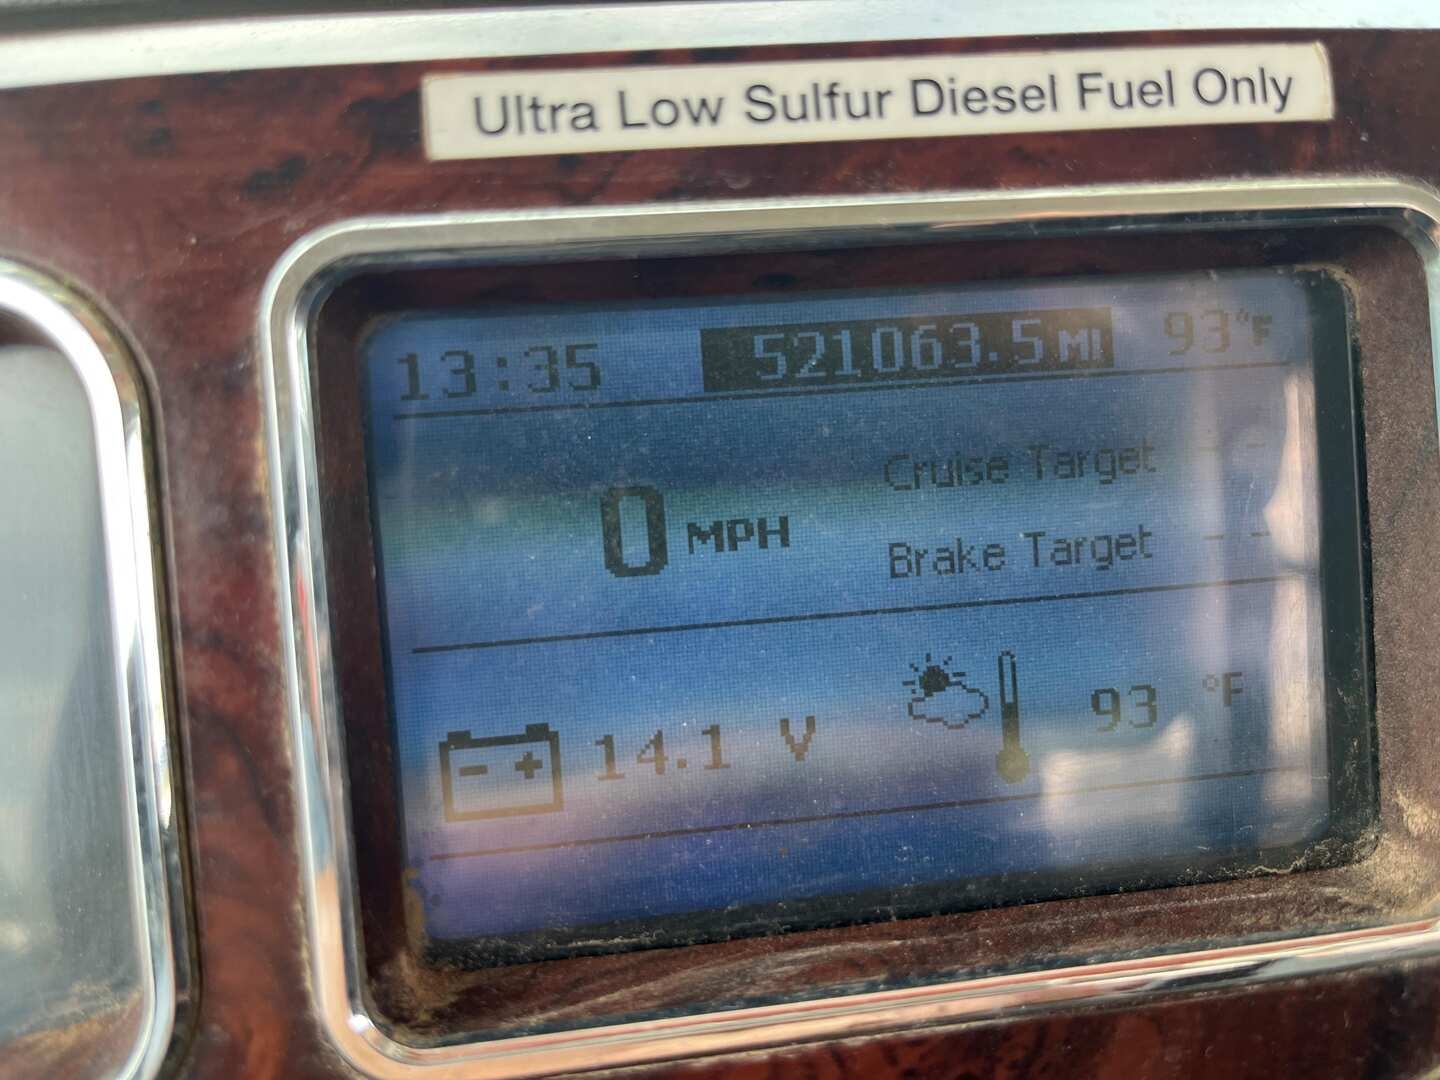 Ultra Low Sulfur Diesel Fuel Only
13:35 521063.5 MI 93°F
Cruise Target - -
0 MPH
Brake Target - -
- + 14.1 V 93 °F